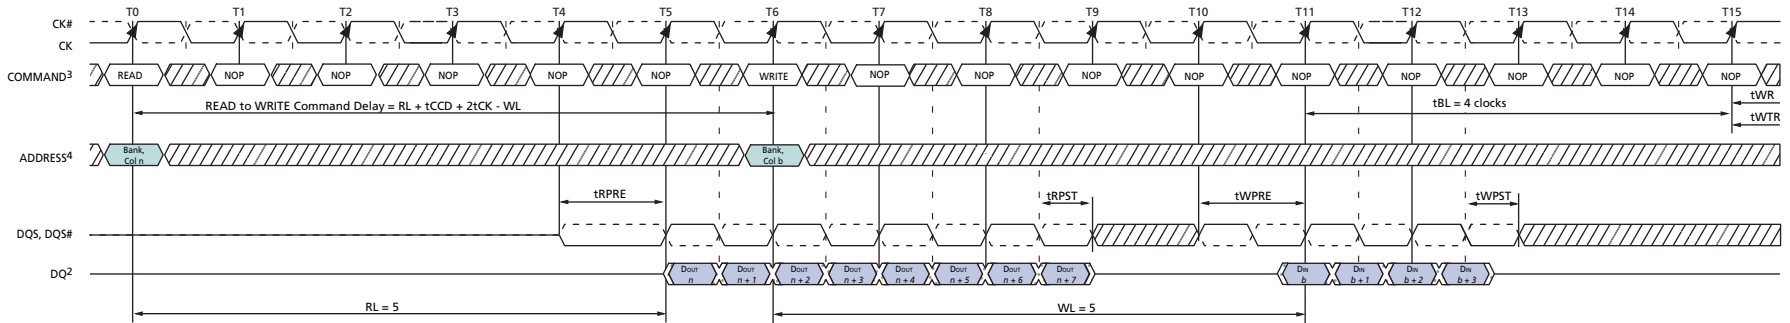 T0 T1 T2 T3 T4 T5 T6 T7 T8 T9 T10 T11 T12 T13 T14 T15
CK#
CK
COMMAND3 READ NOP NOP NOP NOP NOP WRITE NOP NOP NOP NOP NOP NOP NOP NOP NOP
READ to WRITE Command Delay = RL + tCCD + 2tCK - WL
tBL = 4 clocks
tWR
tWTR
ADDRESS4
Bank,
Col n
Bank,
Col b
tRPRE tRPST tWPRE tWPST
DQS, DQS#
DQ2
DOUT
n
DOUT
n + 1
DOUT
n + 2
DOUT
n + 3
DOUT
n + 4
DOUT
n + 5
DOUT
n + 6
DOUT
n + 7
DIN
b
DIN
b + 1
DIN
b + 2
DIN
b + 3
RL = 5
WL = 5